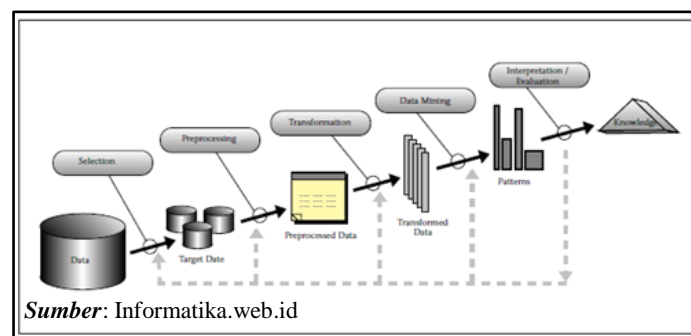 Interpretation /
Evaluation
Data Mining
Transformation
Preprocessing
Selection
Knowledge
Patterns
Transformed
Data
Preprocessed Data
Target Date
Data
Sumber: Informatika.web.id